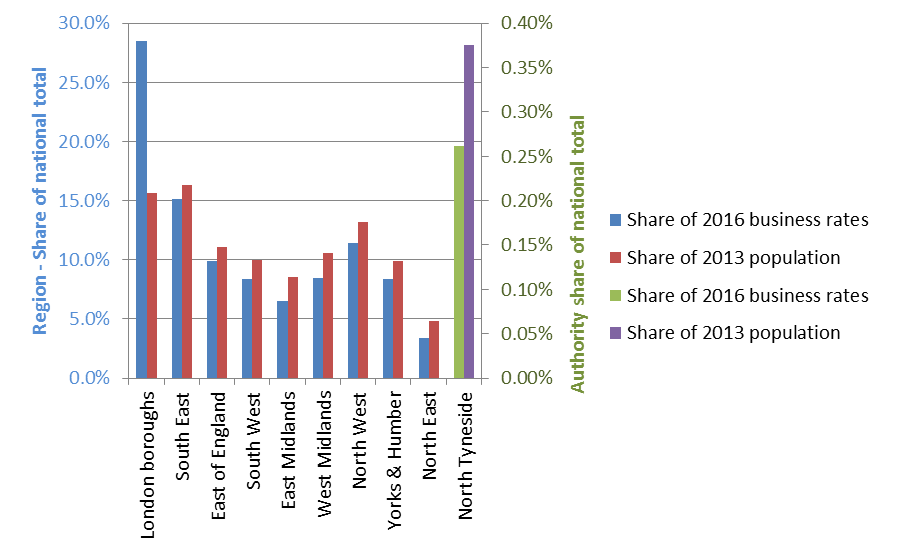 Region - Share of national total
30.0%
25.0%
20.0%
15.0%
10.0%
5.0%
0.0%
0.40%
0.35%
0.30%
0.25%
0.20%
0.15%
0.10%
0.05%
0.00%
Authority share of national total
London boroughs
South East
East of England
South West
East Midlands
West Midlands
North West
Yorks & Humber
North East
North Tyneside
Share of 2016 business rates
Share of 2013 population
Share of 2016 business rates
Share of 2013 population